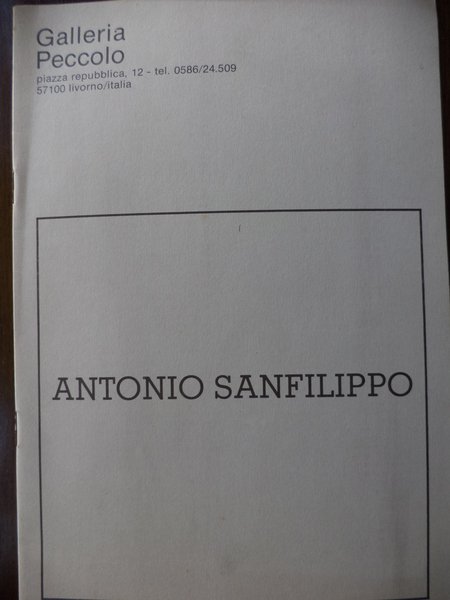 Galleria
Peccolo
piazza repubblica, 12 - tel. 0586/24.509
57100 livorno/italia
ANTONIO SANFILIPPO